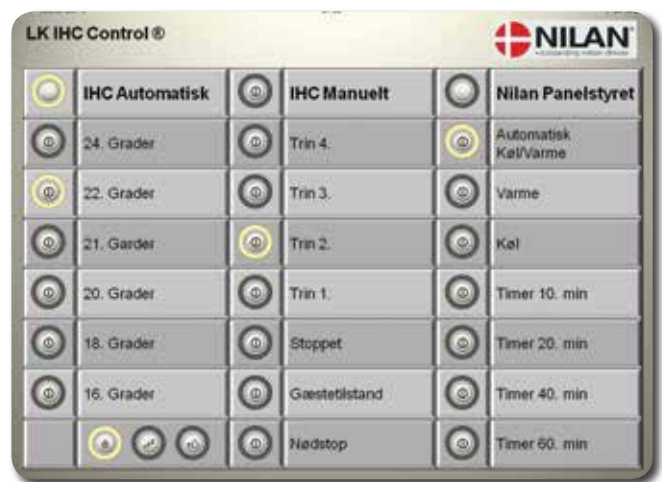 LK IHC Control ®
NILAN
IHC Automatisk
IHC Manuelt
Nilan Panelstyret
24. Grader
Trin 4.
Automatisk
Køl/Varme
22. Grader
Trin 3.
Varme
21. Garder
Trin 2.
Køl
20. Grader
Trin 1.
Timer 10. min
18. Grader
Stoppet
Timer 20. min
16. Grader
Gæstetilstand
Timer 40. min
Nødstop
Timer 60. min